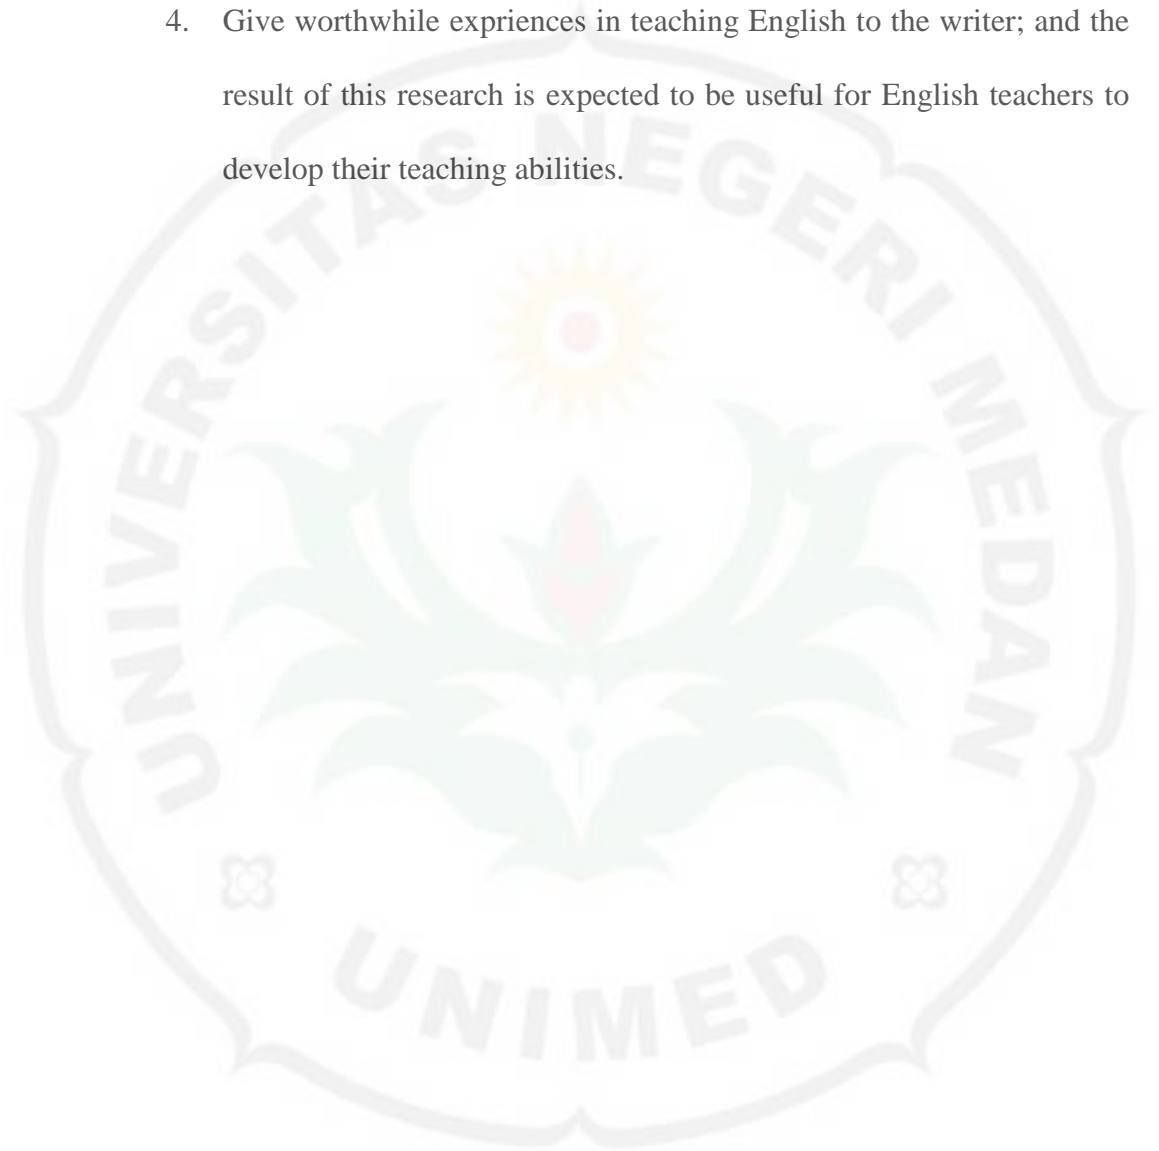 4. Give worthwhile expriences in teaching English to the writer; and the
result of this research is expected to be useful for English teachers to
develop their teaching abilities.
UNIVERSITAS NEGERI MEDAN
UNIMED